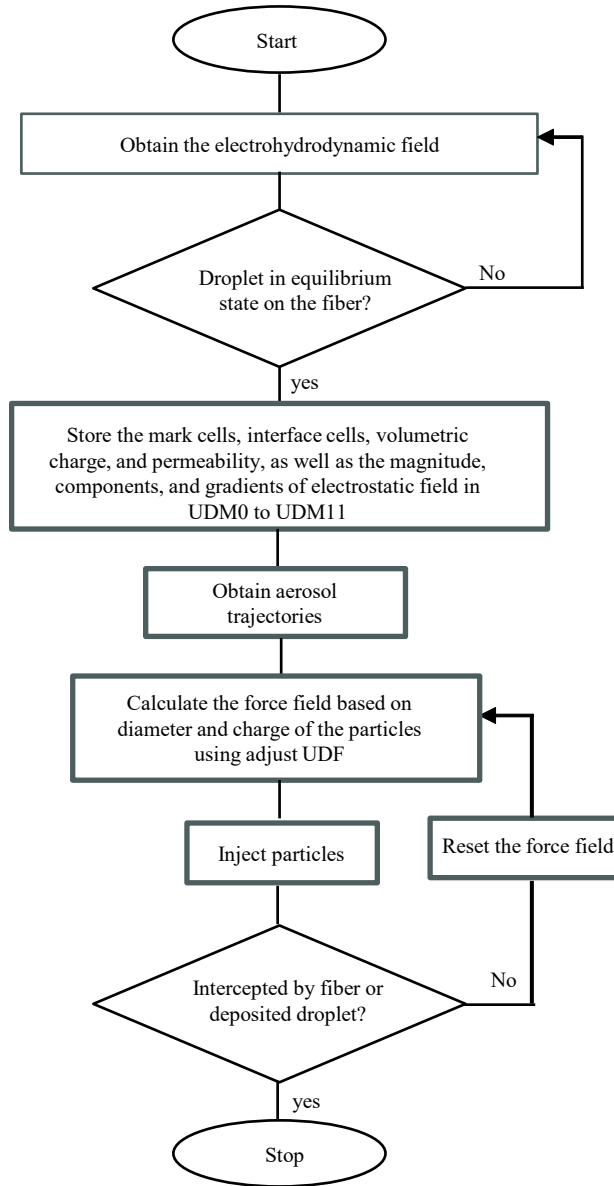 Start
Obtain the electrohydrodynamic field
Droplet in equilibrium
state on the fiber?
No
yes
Store the mark cells, interface cells, volumetric
charge, and permeability, as well as the magnitude,
components, and gradients of electrostatic field in
UDM0 to UDM11
Obtain aerosol
trajectories
Calculate the force field based on
diameter and charge of the particles
using adjust UDF
Inject particles
Reset the force field
Intercepted by fiber or
deposited droplet?
No
yes
Stop